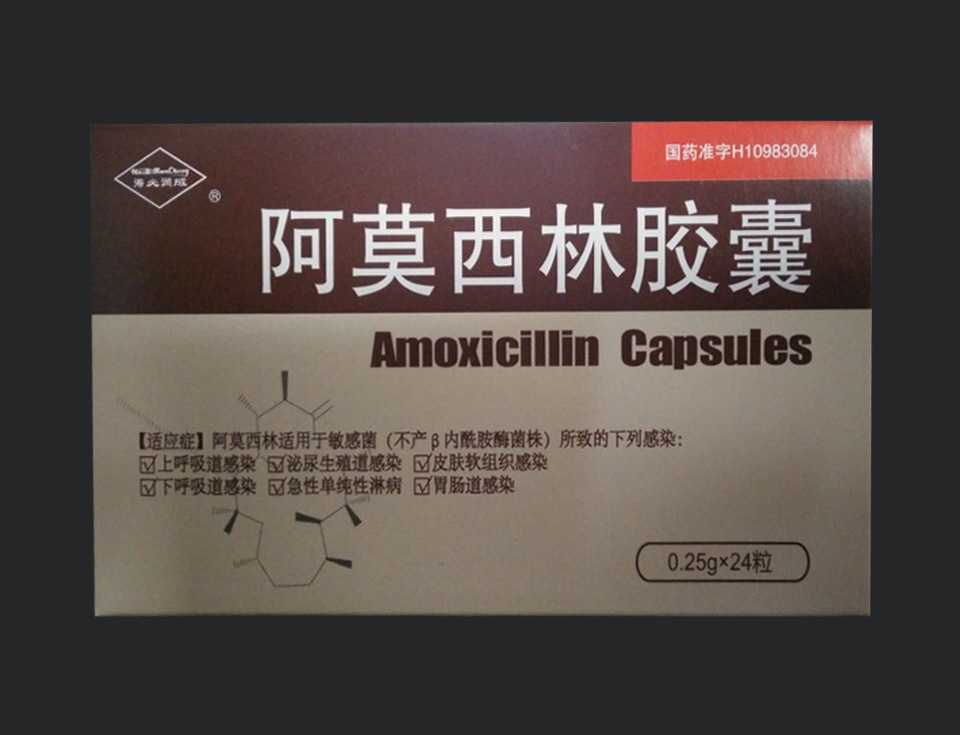 国药准字H10983084
®
阿莫西林胶囊
Amoxicillin Capsules
【适应症】阿莫西林适用于敏感菌（不产β内酰胺酶菌株）所致的下列感染：
☑上呼吸道感染 ☑泌尿生殖道感染 ☑皮肤软组织感染
☑下呼吸道感染 ☑急性单纯性淋病 ☑胃肠道感染
0.25g×24粒